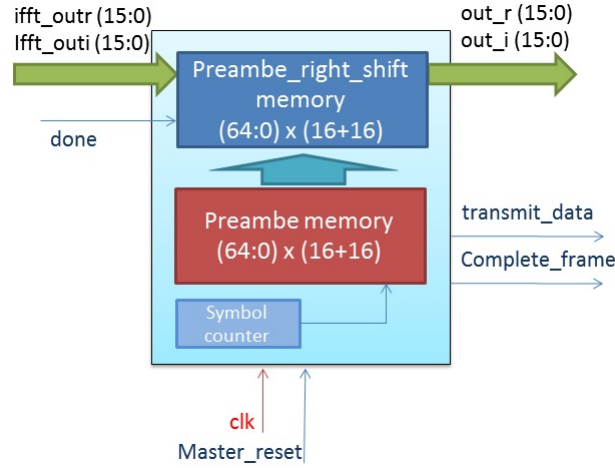 ifft_outr (15:0)
Ifft_outi (15:0)
out_r (15:0)
out_i (15:0)
Preambe_right_shift
memory
(64:0) x (16+16)
done
Preambe memory
(64:0) x (16+16)
transmit_data
Complete_frame
Symbol
counter
clk
Master_reset